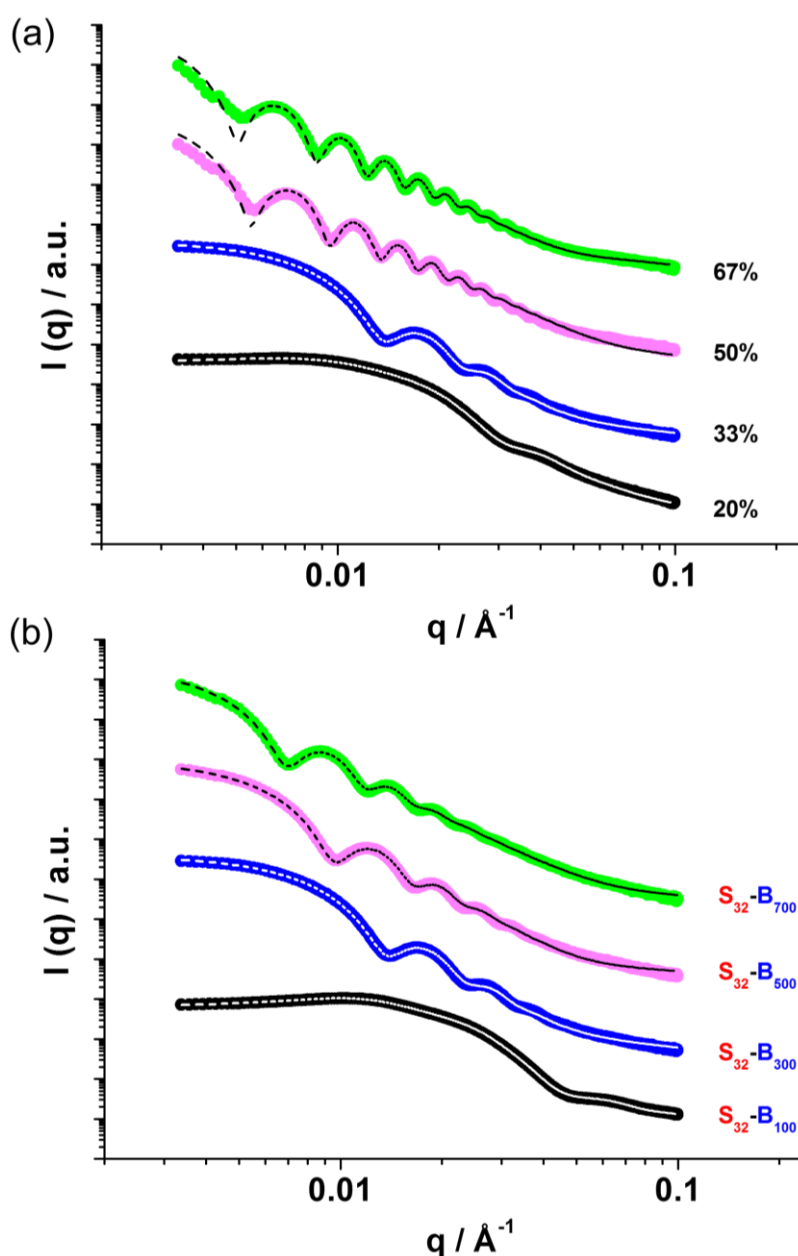 (a)
I (q) / a.u.
67%
50%
33%
20%
0.01 0.1
q / Å⁻¹
(b)
I (q) / a.u.
S₃₂-B₇₀₀
S₃₂-B₅₀₀
S₃₂-B₃₀₀
S₃₂-B₁₀₀
0.01 0.1
q / Å⁻¹